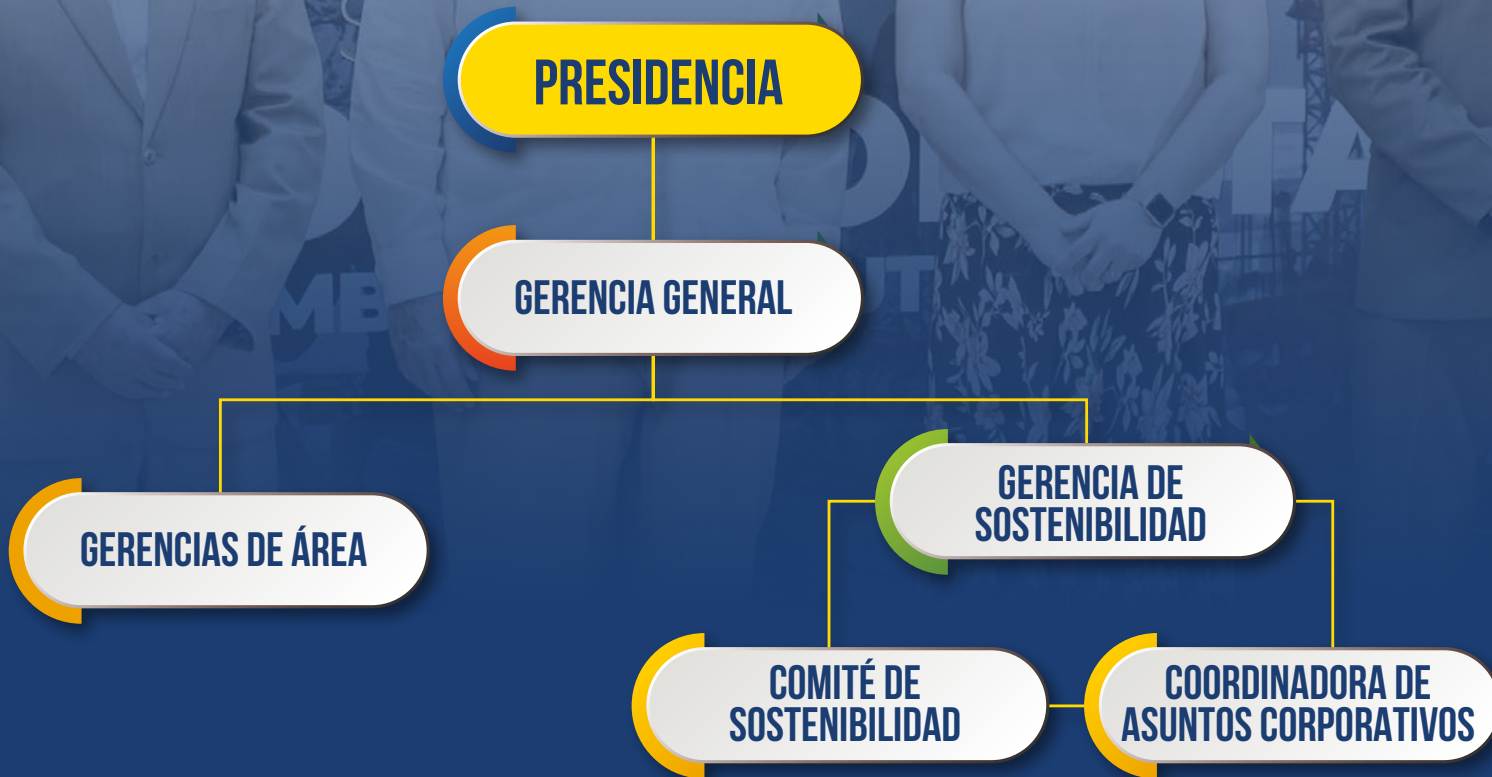 PRESIDENCIA
GERENCIA GENERAL
GERENCIAS DE ÁREA
GERENCIA DE
SOSTENIBILIDAD
COMITÉ DE
SOSTENIBILIDAD
COORDINADORA DE
ASUNTOS CORPORATIVOS